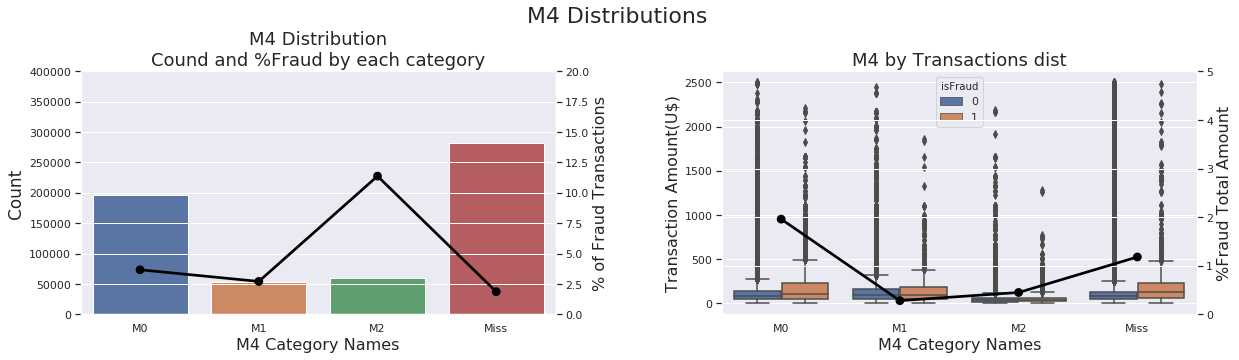 M4 Distributions
M4 Distribution
Cound and %Fraud by each category
400000
350000
300000
250000
200000
150000
100000
50000
0
Count
20.0
17.5
15.0
12.5
10.0
7.5
5.0
2.5
0.0
% of Fraud Transactions
M0 M1 M2 Miss
M4 Category Names
M4 by Transactions dist
2500
2000
1500
1000
500
0
Transaction Amount(U$)
isFraud
0
1
5
4
3
2
1
0
%Fraud Total Amount
M0 M1 M2 Miss
M4 Category Names